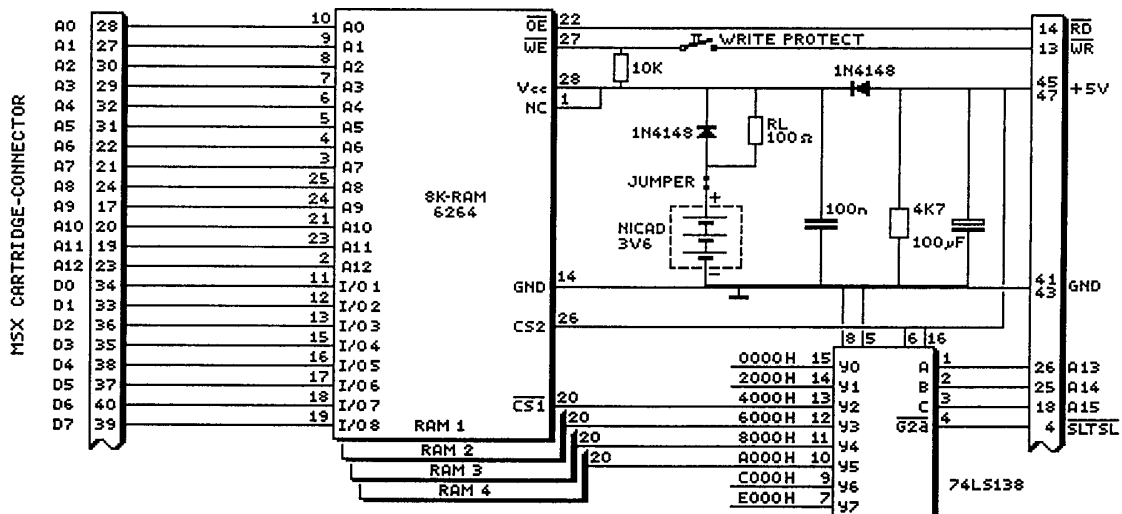 MSX CARTRIDGE-CONNECTOR
A0 28
A1 27
A2 30
A3 29
A4 32
A5 31
A6 22
A7 21
A8 24
A9 17
A10 20
A11 19
A12 23
D0 34
D1 33
D2 36
D3 35
D4 38
D5 37
D6 40
D7 39
10 A0
9 A1
8 A2
7 A3
6 A4
5 A5
4 A6
3 A7
25 A8
24 A9
21 A10
23 A11
2 A12
11 I/O 1
12 I/O 2
13 I/O 3
15 I/O 4
16 I/O 5
17 I/O 6
18 I/O 7
19 I/O 8
8K-RAM
6264
OE 22
WE 27
Vcc 28
NC 1
GND 14
CS2 26
CS1 20
RAM 1
RAM 2
RAM 3
RAM 4
20
20
20
WRITE PROTECT
10K
1N4148
1N4148
RL
100Ω
JUMPER
+
NICAD
3V6
−
100n
4K7
100µF
14 RD
13 WR
45
47 +5V
41
43 GND
26 A13
25 A14
18 A15
4 SLTSL
8 5 6 16
0000H 15 Y0
2000H 14 Y1
4000H 13 Y2
6000H 12 Y3
8000H 11 Y4
A000H 10 Y5
C000H 9 Y6
E000H 7 Y7
A 1
B 2
C 3
G2a 4
74LS138